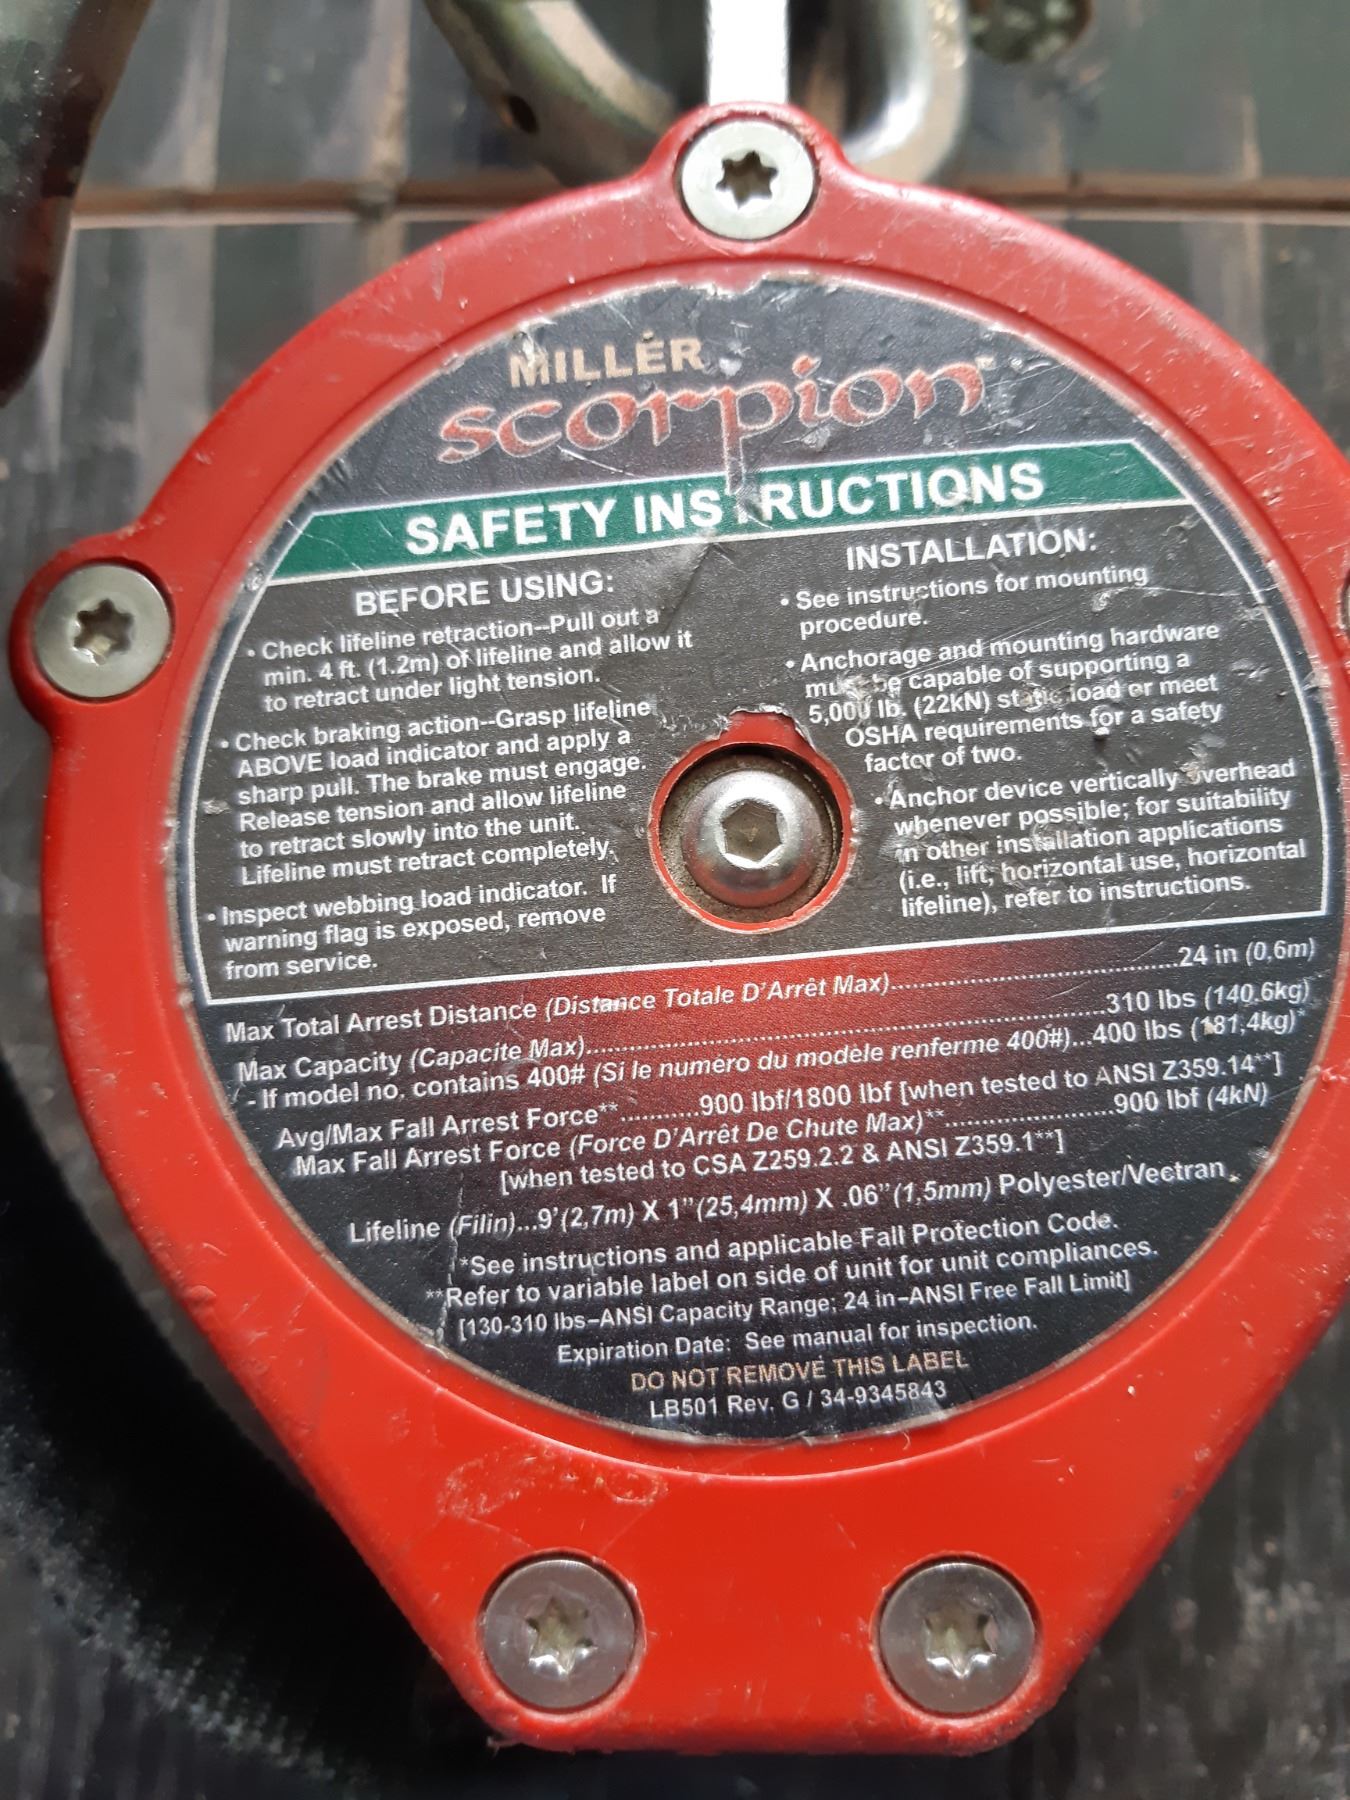 MILLER
scorpion
SAFETY INSTRUCTIONS
BEFORE USING:
• Check lifeline retraction--Pull out a
min. 4 ft. (1.2m) of lifeline and allow it
to retract under light tension.
• Check braking action--Grasp lifeline
ABOVE load indicator and apply a
sharp pull. The brake must engage.
Release tension and allow lifeline
to retract slowly into the unit.
Lifeline must retract completely.
• Inspect webbing load indicator. If
warning flag is exposed, remove
from service.
INSTALLATION:
• See instructions for mounting
procedure.
• Anchorage and mounting hardware
must be capable of supporting a
5,000 lb. (22kN) static load or meet
OSHA requirements for a safety
factor of two.
• Anchor device vertically overhead
whenever possible; for suitability
in other installation applications
(i.e., lift, horizontal use, horizontal
lifeline), refer to instructions.
Max Total Arrest Distance (Distance Totale D'Arrêt Max)..........24 in (0,6m)
Max Capacity (Capacite Max)..........310 lbs (140.6kg)
- If model no. contains 400# (Si le numéro du modèle renferme 400#)...400 lbs (181,4kg)*
Avg/Max Fall Arrest Force**..........900 lbf/1800 lbf [when tested to ANSI Z359.14**]
Max Fall Arrest Force (Force D'Arrêt De Chute Max)**..........900 lbf (4kN)
[when tested to CSA Z259.2.2 & ANSI Z359.1**]
Lifeline (Filin)...9'(2,7m) X 1"(25,4mm) X .06"(1,5mm) Polyester/Vectran
*See instructions and applicable Fall Protection Code.
**Refer to variable label on side of unit for unit compliances.
[130-310 lbs–ANSI Capacity Range; 24 in–ANSI Free Fall Limit]
Expiration Date: See manual for inspection.
DO NOT REMOVE THIS LABEL
LB501 Rev. G / 34-9345843